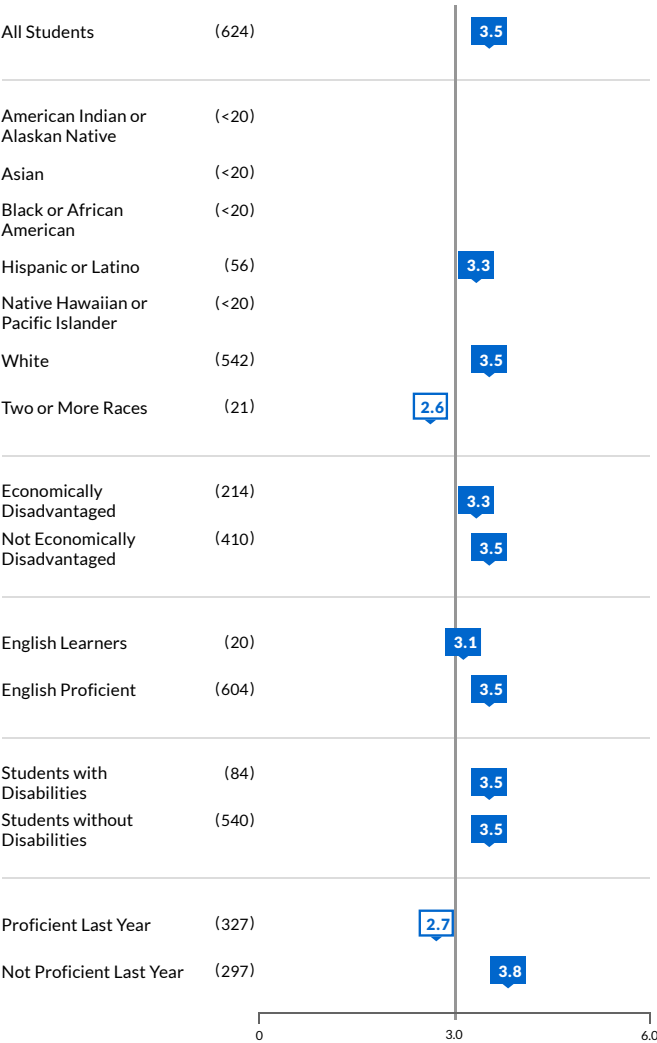 All Students (624) 3.5
American Indian or (<20)
Alaskan Native
Asian (<20)
Black or African (<20)
American
Hispanic or Latino (56) 3.3
Native Hawaiian or (<20)
Pacific Islander
White (542) 3.5
Two or More Races (21) 2.6
Economically (214) 3.3
Disadvantaged
Not Economically (410) 3.5
Disadvantaged
English Learners (20) 3.1
English Proficient (604) 3.5
Students with (84) 3.5
Disabilities
Students without (540) 3.5
Disabilities
Proficient Last Year (327) 2.7
Not Proficient Last Year (297) 3.8
0 3.0 6.0